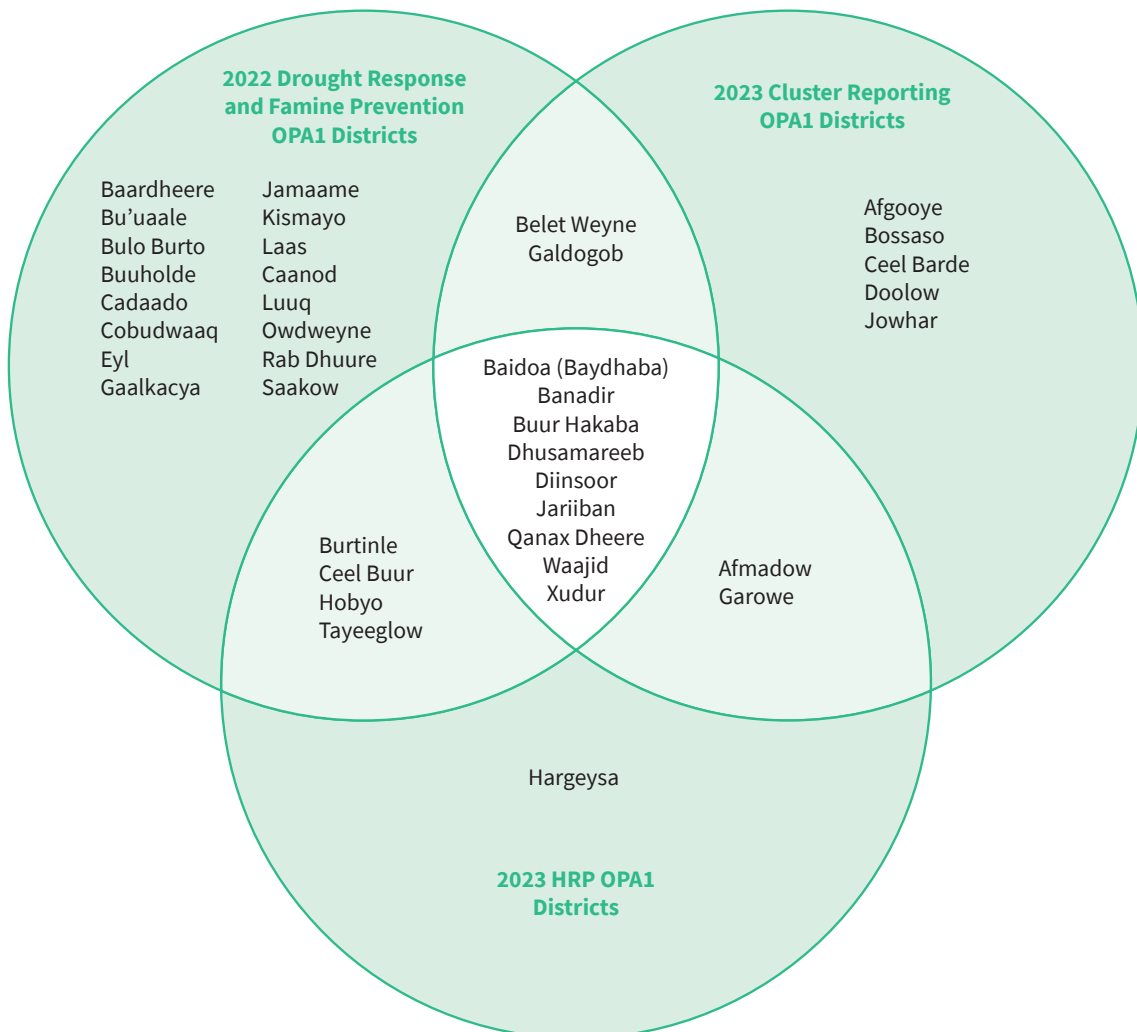 2022 Drought Response
and Famine Prevention
OPA1 Districts
Baardheere
Bu’uaale
Bulo Burto
Buuholde
Cadaado
Cobudwaaq
Eyl
Gaalkacya
Jamaame
Kismayo
Laas
Caanod
Luuq
Owdweyne
Rab Dhuure
Saakow
Belet Weyne
Galdogob
2023 Cluster Reporting
OPA1 Districts
Afgooye
Bossaso
Ceel Barde
Doolow
Jowhar
Baidoa (Baydhaba)
Banadir
Buur Hakaba
Dhusamareeb
Diinsoor
Jariiban
Qanax Dheere
Waajid
Xudur
Burtinle
Ceel Buur
Hobyo
Tayeeglow
Afmadow
Garowe
Hargeysa
2023 HRP OPA1
Districts